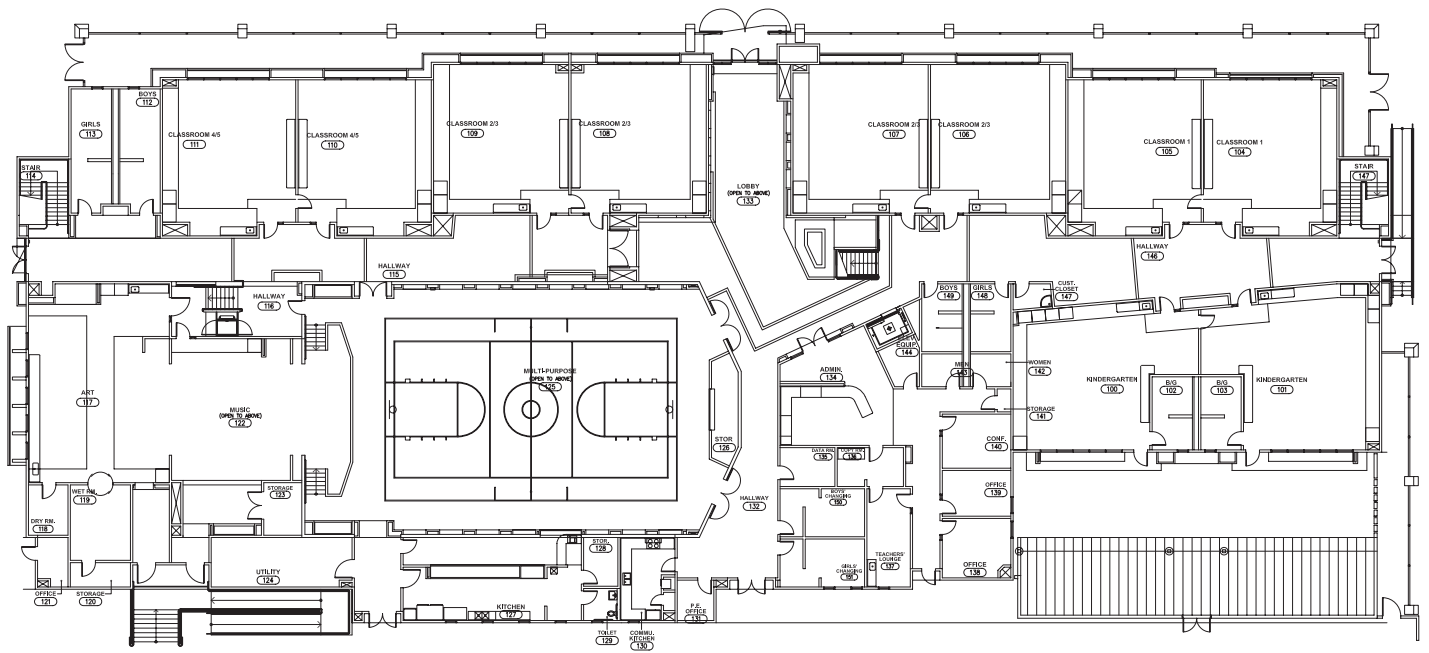 BOYS
112
GIRLS
113
CLASSROOM 4/5
111
CLASSROOM 4/5
110
CLASSROOM 2/3
109
CLASSROOM 2/3
108
CLASSROOM 2/3
107
CLASSROOM 2/3
106
CLASSROOM 1
105
CLASSROOM 1
104
STAIR
114
STAIR
147
LOBBY
(OPEN TO ABOVE)
133
HALLWAY
115
HALLWAY
146
HALLWAY
116
BOYS
149
GIRLS
148
CUST.
CLOSET
147
EQUIP
144
MEN
143
WOMEN
142
ADMIN.
134
MULTI-PURPOSE
(OPEN TO ABOVE)
125
ART
117
MUSIC
(OPEN TO ABOVE)
122
KINDERGARTEN
100
B/G
102
B/G
103
KINDERGARTEN
101
STORAGE
141
STOR
126
CONF.
140
DATA RM.
135
COPY RM.
136
WET RM.
119
STORAGE
123
BOYS'
CHANGING
150
HALLWAY
132
OFFICE
139
DRY RM.
118
STOR.
128
TEACHERS'
LOUNGE
137
GIRLS'
CHANGING
151
OFFICE
138
UTILITY
124
OFFICE
121
STORAGE
120
KITCHEN
127
P.E.
OFFICE
131
TOILET
129
COMMU.
KITCHEN
130